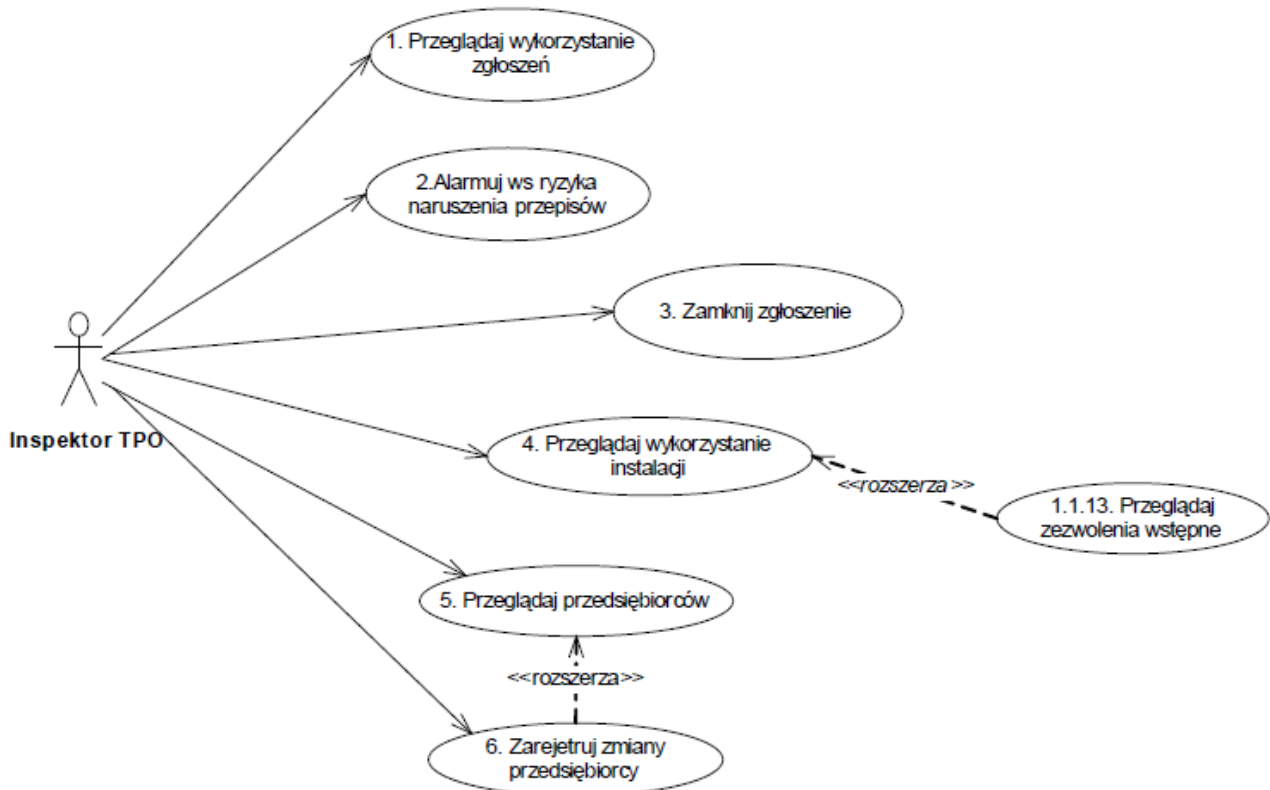 1. Przeglądaj wykorzystanie
zgłoszeń
2.Alarmuj ws ryzyka
naruszenia przepisów
3. Zamknij zgłoszenie
Inspektor TPO
4. Przeglądaj wykorzystanie
instalacji
<<rozszerza>>
1.1.13. Przeglądaj
zezwolenia wstępne
5. Przeglądaj przedsiębiorców
<<rozszerza>>
6. Zarejetruj zmiany
przedsiębiorcy